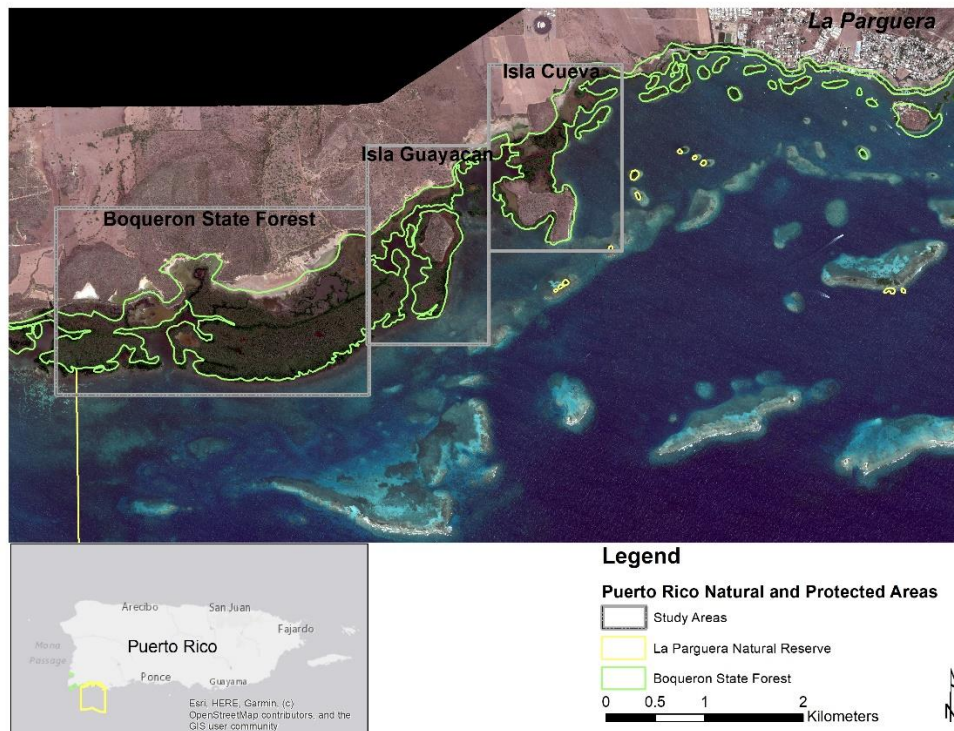 La Parguera
Isla Cueva
Isla Guayacan
Boqueron State Forest
Legend
Puerto Rico Natural and Protected Areas
Study Areas
La Parguera Natural Reserve
Boqueron State Forest
0 0.5 1 2
Kilometers
N
Arecibo
San Juan
Fajardo
Mona
Passage
Puerto Rico
Ponce
Guayama
Esri, HERE, Garmin, (c)
OpenStreetMap contributors, and the
GIS user community